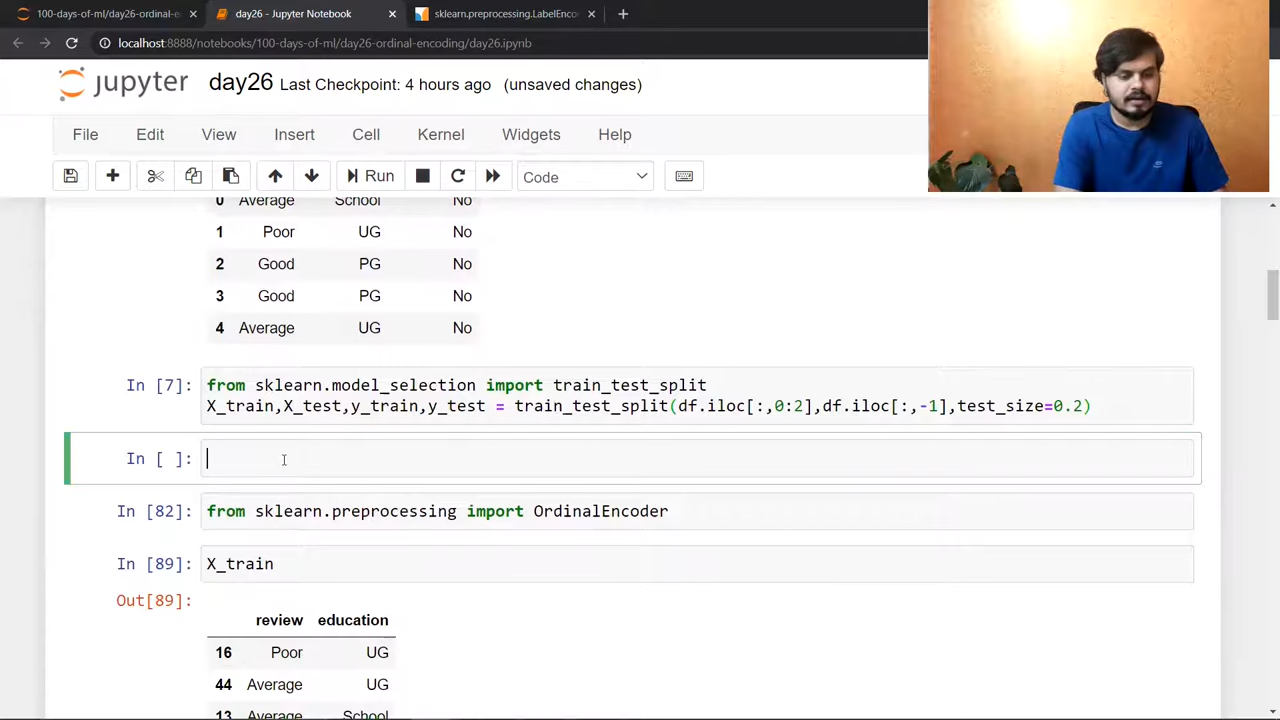 100-days-of-ml/day26-ordinal-e
day26 - Jupyter Notebook
sklearn.preprocessing.LabelEnco
localhost:8888/notebooks/100-days-of-ml/day26-ordinal-encoding/day26.ipynb
jupyter day26 Last Checkpoint: 4 hours ago (unsaved changes)
File Edit View Insert Cell Kernel Widgets Help
Run Code
0 Average School No
1 Poor UG No
2 Good PG No
3 Good PG No
4 Average UG No
In [7]: from sklearn.model_selection import train_test_split
X_train,X_test,y_train,y_test = train_test_split(df.iloc[:,0:2],df.iloc[:,-1],test_size=0.2)
In [ ]:
In [82]: from sklearn.preprocessing import OrdinalEncoder
In [89]: X_train
Out[89]:
review education
16 Poor UG
44 Average UG
13 Average School